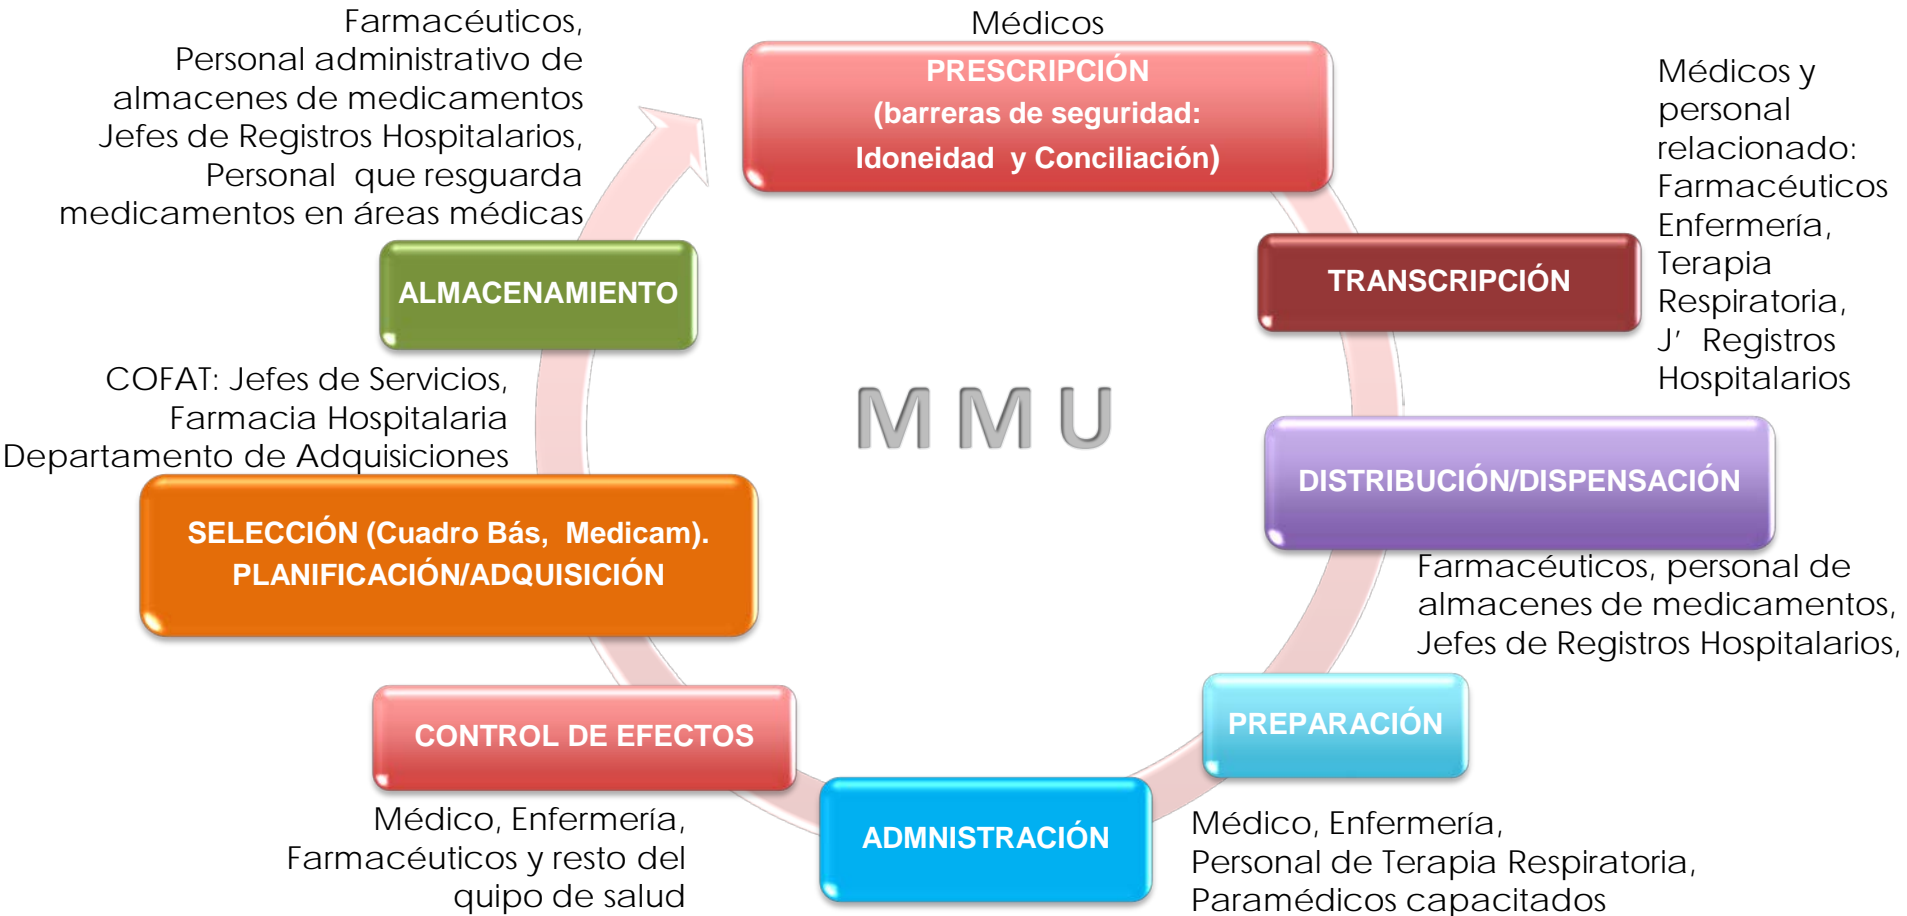 Médicos
PRESCRIPCIÓN
(barreras de seguridad:
Idoneidad y Conciliación)
Médicos y
personal
relacionado:
Farmacéuticos
Enfermería,
Terapia
Respiratoria,
J’ Registros
Hospitalarios
TRANSCRIPCIÓN
DISTRIBUCIÓN/DISPENSACIÓN
Farmacéuticos, personal de
almacenes de medicamentos,
Jefes de Registros Hospitalarios,
PREPARACIÓN
Médico, Enfermería,
Personal de Terapia Respiratoria,
Paramédicos capacitados
ADMNISTRACIÓN
CONTROL DE EFECTOS
Médico, Enfermería,
Farmacéuticos y resto del
quipo de salud
COFAT: Jefes de Servicios,
Farmacia Hospitalaria
Departamento de Adquisiciones
SELECCIÓN (Cuadro Bás, Medicam).
PLANIFICACIÓN/ADQUISICIÓN
Farmacéuticos,
Personal administrativo de
almacenes de medicamentos
Jefes de Registros Hospitalarios,
Personal que resguarda
medicamentos en áreas médicas
ALMACENAMIENTO
M M U